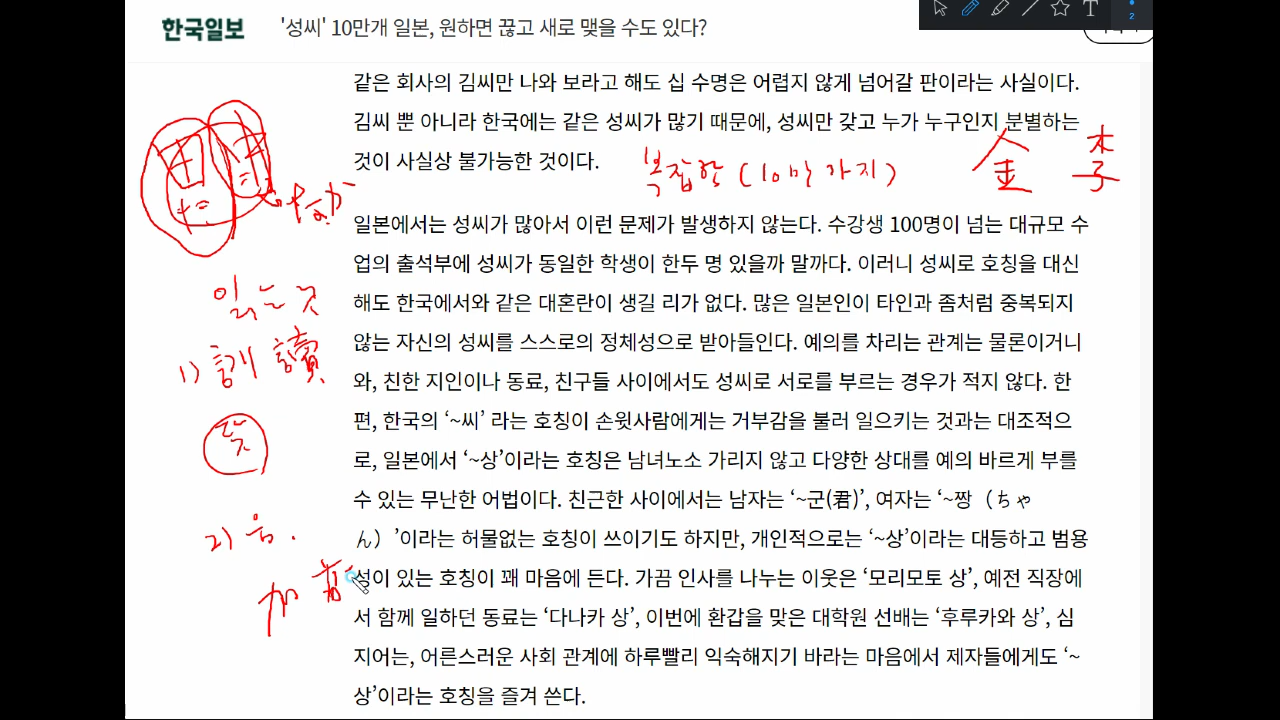 한국일보
'성씨' 10만개 일본, 원하면 끊고 새로 맺을 수도 있다?
같은 회사의 김씨만 나와 보라고 해도 십 수명은 어렵지 않게 넘어갈 판이라는 사실이다.
김씨 뿐 아니라 한국에는 같은 성씨가 많기 때문에, 성씨만 갖고 누가 누구인지 분별하는
것이 사실상 불가능한 것이다.
복잡함 (10만 가지)
金 李
일본에서는 성씨가 많아서 이런 문제가 발생하지 않는다. 수강생 100명이 넘는 대규모 수
업의 출석부에 성씨가 동일한 학생이 한두 명 있을까 말까다. 이러니 성씨로 호칭을 대신
해도 한국에서와 같은 대혼란이 생길 리가 없다. 많은 일본인이 타인과 좀처럼 중복되지
않는 자신의 성씨를 스스로의 정체성으로 받아들인다. 예의를 차리는 관계는 물론이거니
와, 친한 지인이나 동료, 친구들 사이에서도 성씨로 서로를 부르는 경우가 적지 않다. 한
편, 한국의 ‘~씨’ 라는 호칭이 손윗사람에게는 거부감을 불러 일으키는 것과는 대조적으
로, 일본에서 ‘~상’이라는 호칭은 남녀노소 가리지 않고 다양한 상대를 예의 바르게 부를
수 있는 무난한 어법이다. 친근한 사이에서는 남자는 ‘~군(君)’, 여자는 ‘~짱（ちゃ
ん）’이라는 허물없는 호칭이 쓰이기도 하지만, 개인적으로는 ‘~상’이라는 대등하고 범용
성이 있는 호칭이 꽤 마음에 든다. 가끔 인사를 나누는 이웃은 ‘모리모토 상’, 예전 직장에
서 함께 일하던 동료는 ‘다나카 상’, 이번에 환갑을 맞은 대학원 선배는 ‘후루카와 상’, 심
지어는, 어른스러운 사회 관계에 하루빨리 익숙해지기 바라는 마음에서 제자들에게도 ‘~
상’이라는 호칭을 즐겨 쓴다.
읽는 것
1) 訓 讀
뜻
2) 음.
加
T
2